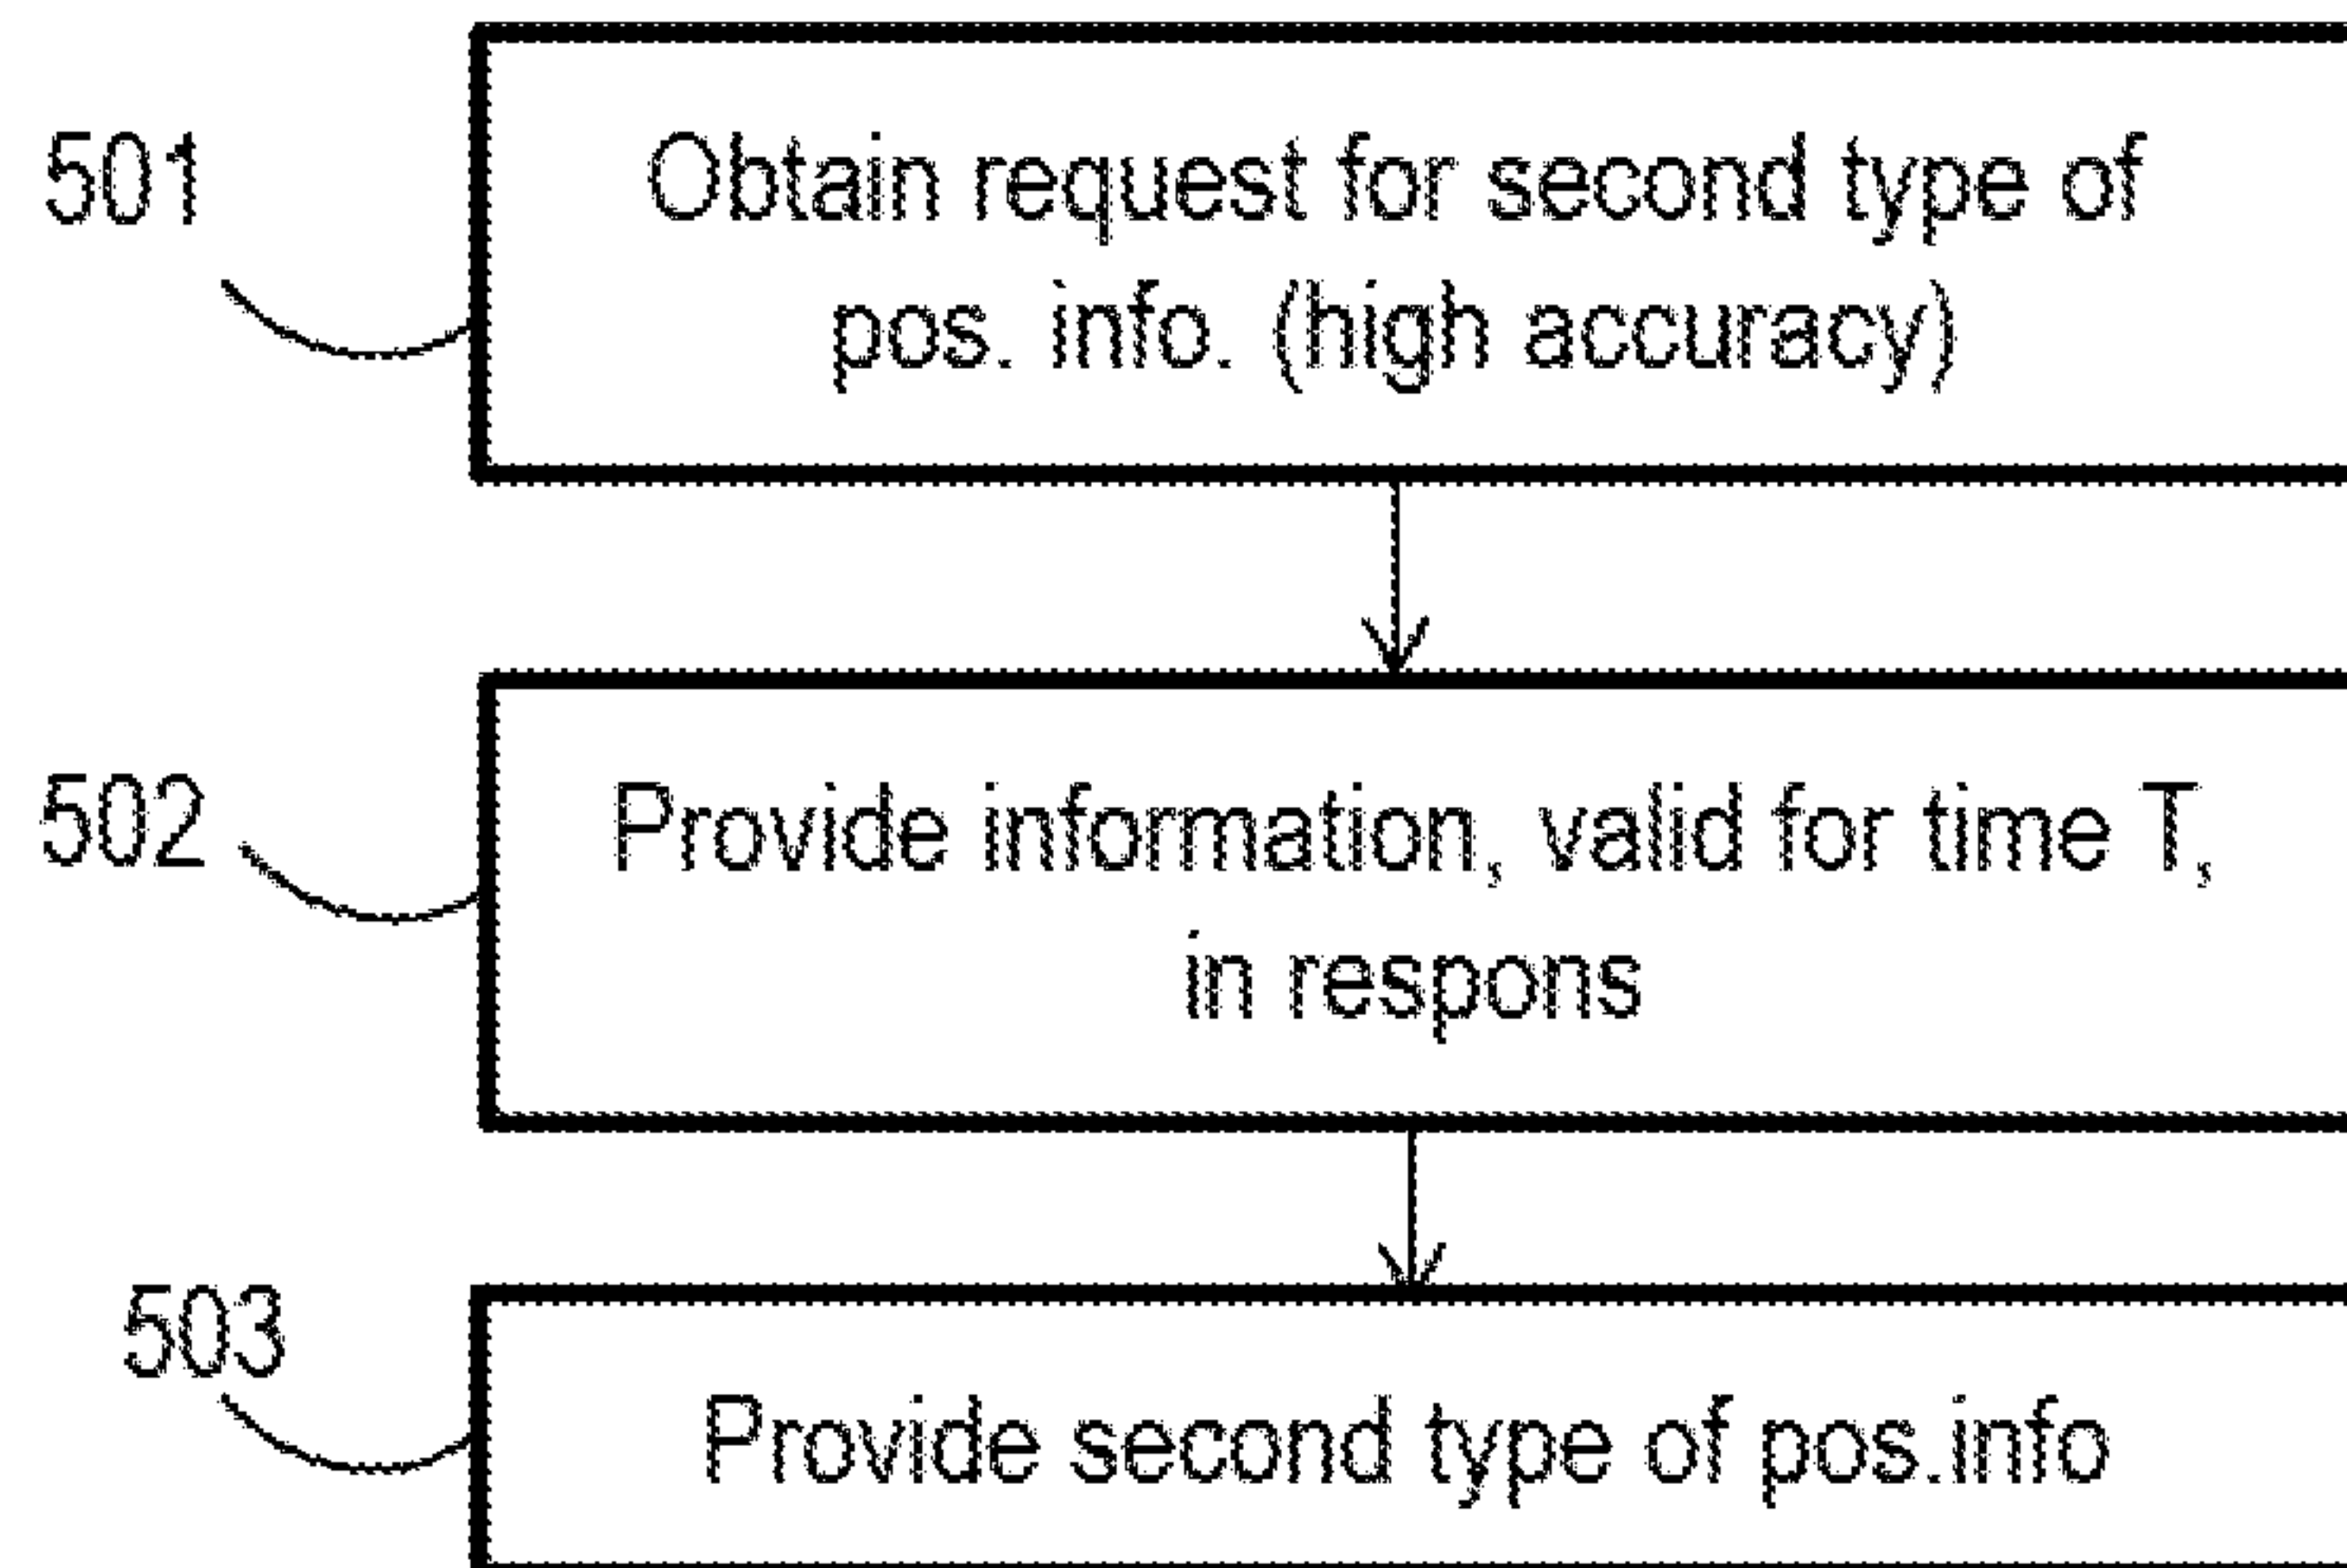 501
Obtain request for second type of
pos. info. (high accuracy)
502
Provide information, valid for time T,
in respons
503
Provide second type of pos.info